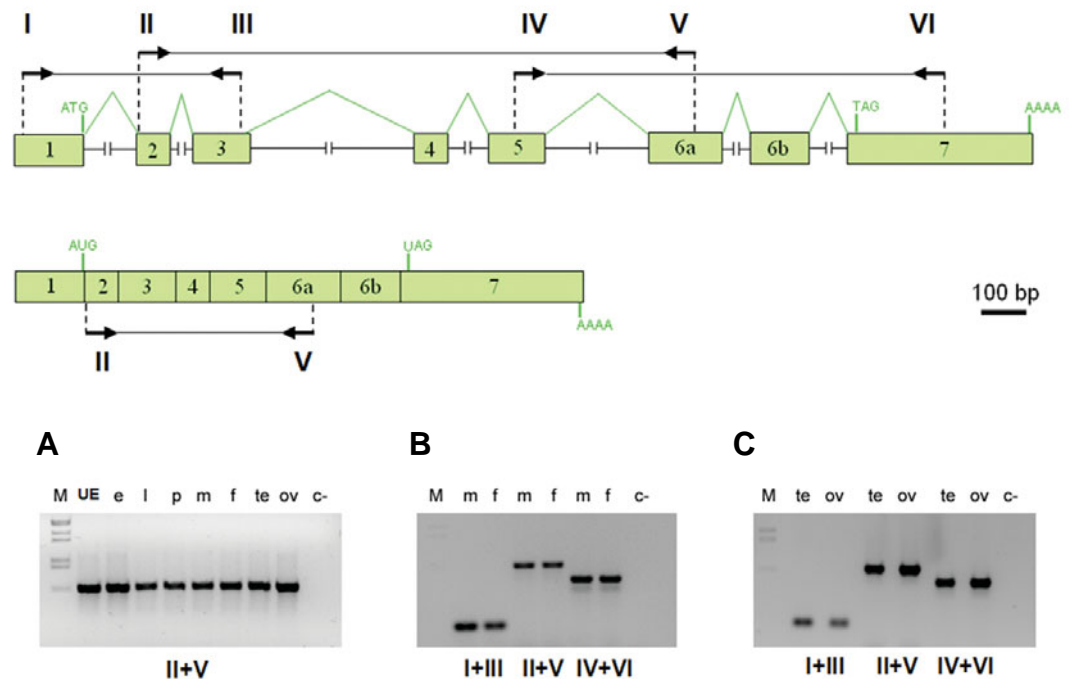 I II III IV V VI
ATG TAG AAAA
1 2 3 4 5 6a 6b 7
AUG UAG
1 2 3 4 5 6a 6b 7
100 bp
AAAA
II V
A B C
M UE e l p m f te ov c-
M m f m f m f c-
M te ov te ov te ov c-
II+V
I+III II+V IV+VI
I+III II+V IV+VI